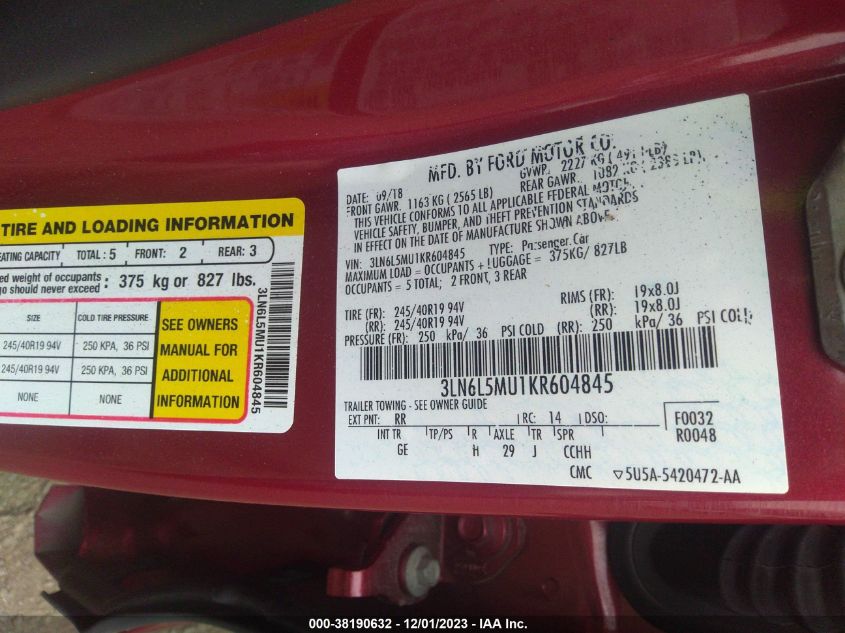 TIRE AND LOADING INFORMATION
EATING CAPACITY TOTAL : 5 FRONT: 2 REAR: 3
ed weight of occupants : 375 kg or 827 lbs.
go should never exceed
SIZE COLD TIRE PRESSURE
245/40R19 94V 250 KPA, 36 PSI
245/40R19 94V 250 KPA, 36 PSI
NONE NONE
SEE OWNERS
MANUAL FOR
ADDITIONAL
INFORMATION
3LN6L5MU1KR604845
MFD. BY FORD MOTOR CO.
DATE: 09/18 GVWR: 2227 KG
FRONT GAWR: 1163 KG ( 2565 LB) REAR GAWR: 1082 KG
THIS VEHICLE CONFORMS TO ALL APPLICABLE FEDERAL MOTOR
VEHICLE SAFETY, BUMPER, AND THEFT PREVENTION STANDARDS
IN EFFECT ON THE DATE OF MANUFACTURE SHOWN ABOVE.
VIN: 3LN6L5MU1KR604845 TYPE: Passenger Car
MAXIMUM LOAD = OCCUPANTS + LUGGAGE = 375KG/ 827LB
OCCUPANTS = 5 TOTAL; 2 FRONT, 3 REAR
TIRE (FR): 245/40R19 94V RIMS (FR): 19x8.0J
(RR): 245/40R19 94V (RR): 19x8.0J
PRESSURE (FR): 250 kPa/ 36 PSI COLD (RR): 250 kPa/ 36 PSI COLD
3LN6L5MU1KR604845
TRAILER TOWING - SEE OWNER GUIDE
EXT PNT: RR RC: 14 DSO: F0032
INT TR TP/PS R AXLE TR SPR R0048
GE H 29 J CCHH
CMC ▽5U5A-5420472-AA
000-38190632 - 12/01/2023 - IAA Inc.